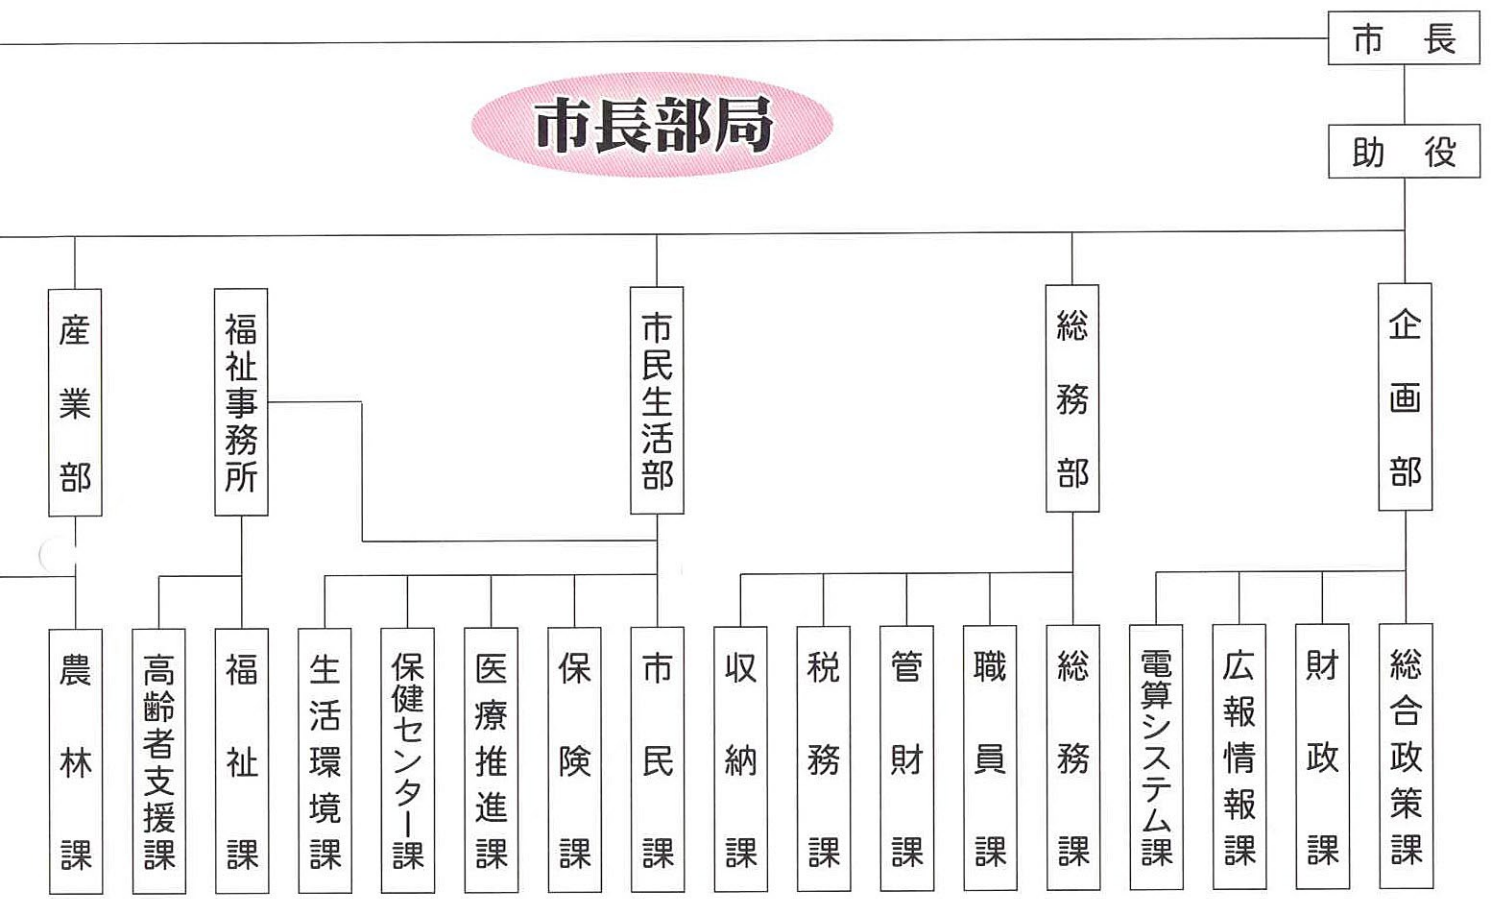 市長部局
市長
助役
企画部
総務部
市民生活部
福祉事務所
産業部
総合政策課
財政課
広報情報課
電算システム課
総務課
職員課
管財課
税務課
収納課
市民課
保険課
医療推進課
保健センター課
生活環境課
福祉課
高齢者支援課
農林課